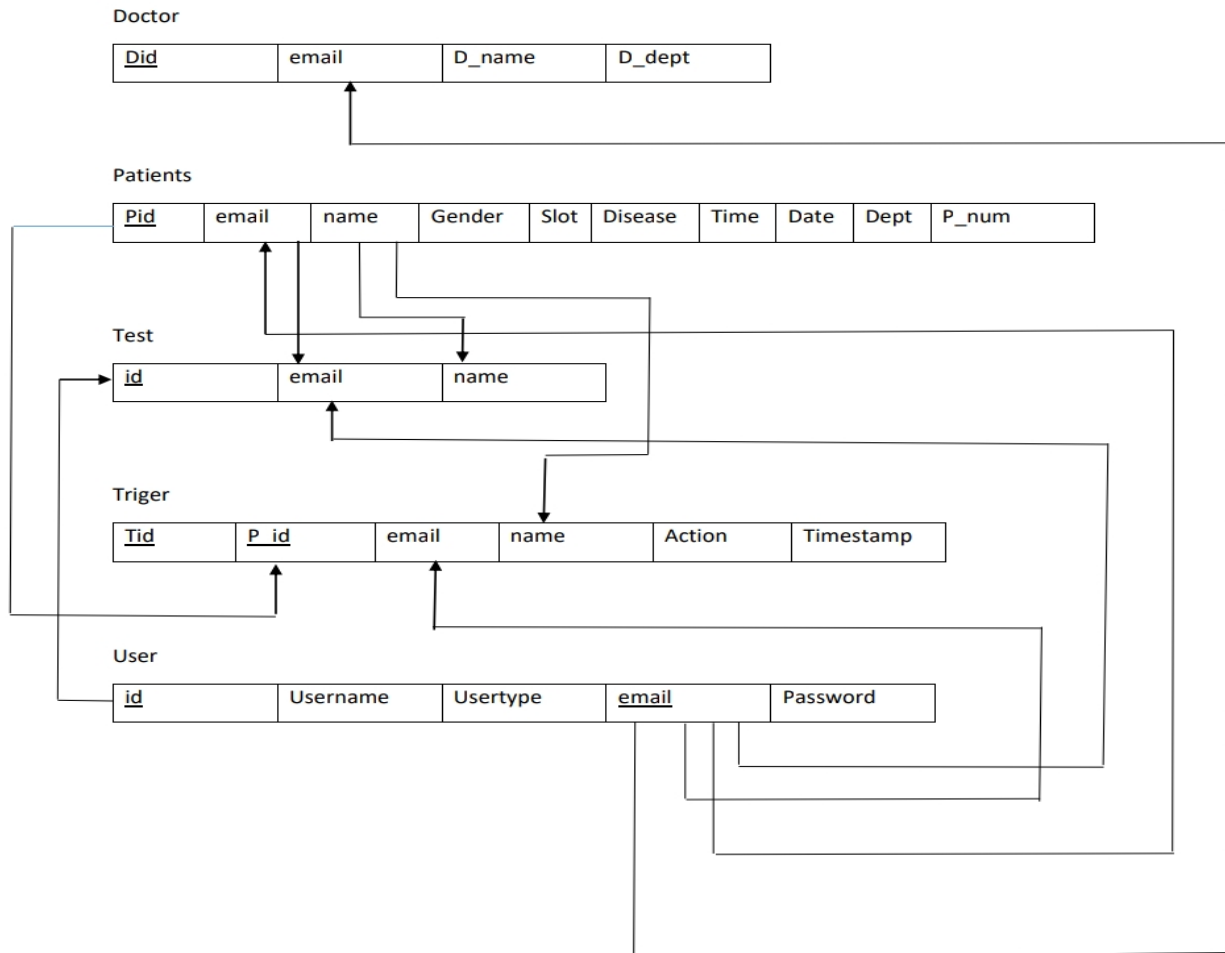 Doctor
Did email D_name D_dept
Patients
Pid email name Gender Slot Disease Time Date Dept P_num
Test
id email name
Triger
Tid P_id email name Action Timestamp
User
id Username Usertype email Password